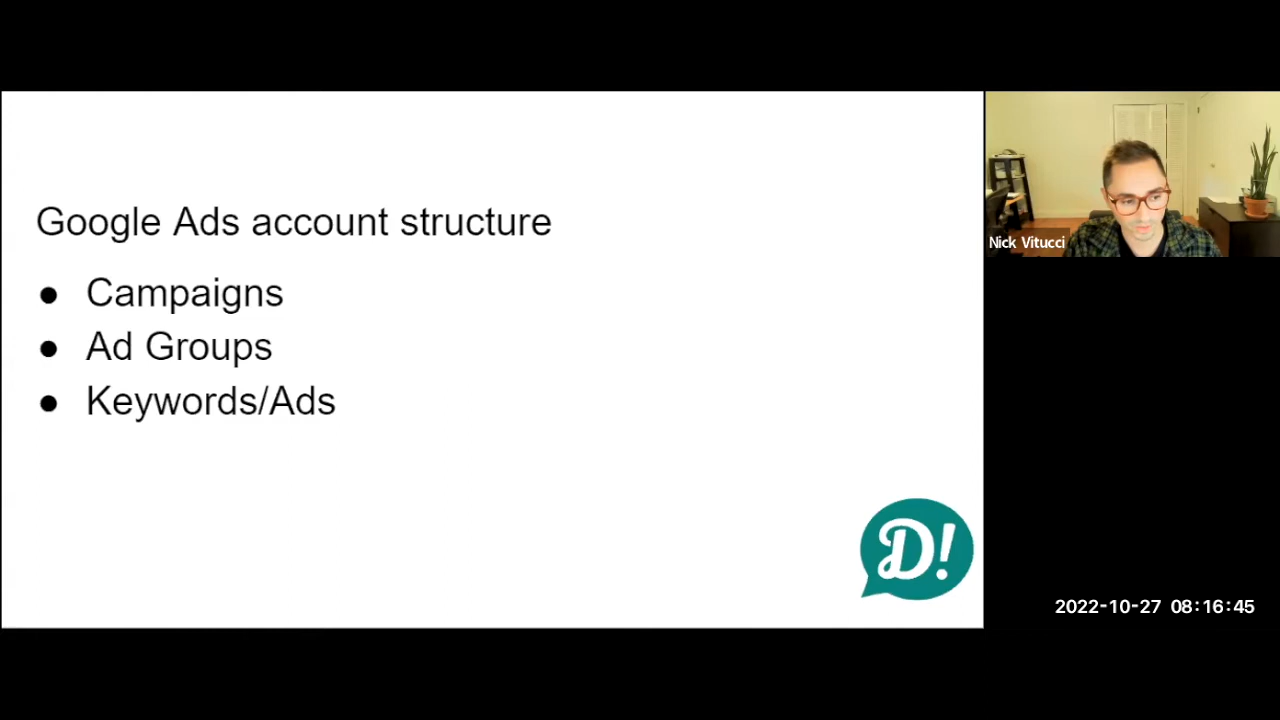 Google Ads account structure
● Campaigns
● Ad Groups
● Keywords/Ads
D!
Nick Vitucci
2022-10-27 08:16:45